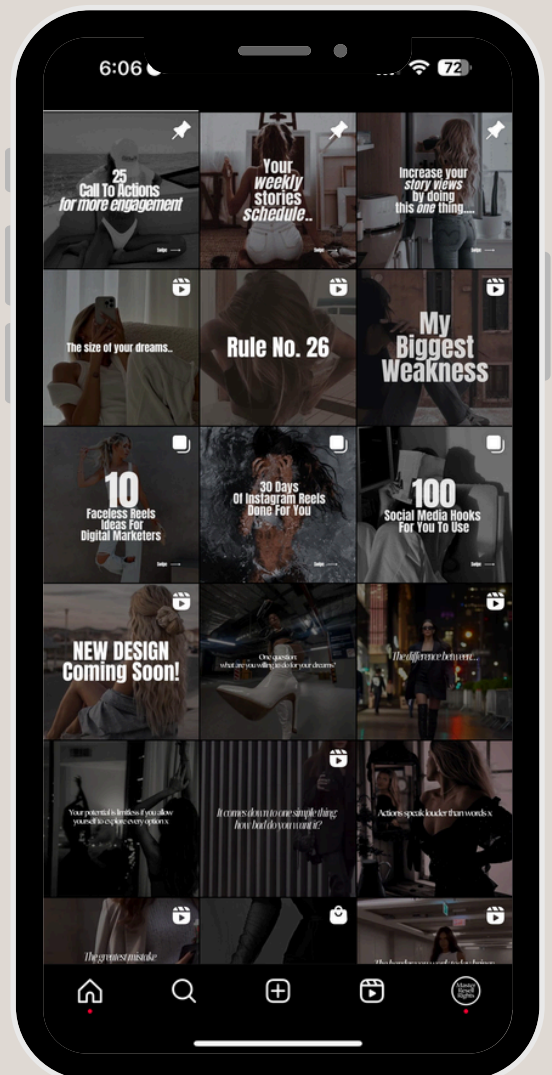 6:06
72
25
Call To Actions
for more engagement
Swipe
Your
weekly
stories
schedule..
Swipe
Increase your
story views
by doing
this one thing....
Swipe
The size of your dreams..
Rule No. 26
My
Biggest
Weakness
10
Faceless Reels
Ideas For
Digital Marketers
Swipe
30 Days
Of Instagram Reels
Done For You
Swipe
100
Social Media Hooks
For You To Use
Swipe
NEW DESIGN
Coming Soon!
One question:
what are you willing to do for your dreams?
The difference between...
Your potential is limitless if you allow
yourself to explore every option x
It comes down to one simple thing
how bad do you want it?
Actions speak louder than words x
The greatest mistake
Master
Resell
Rights